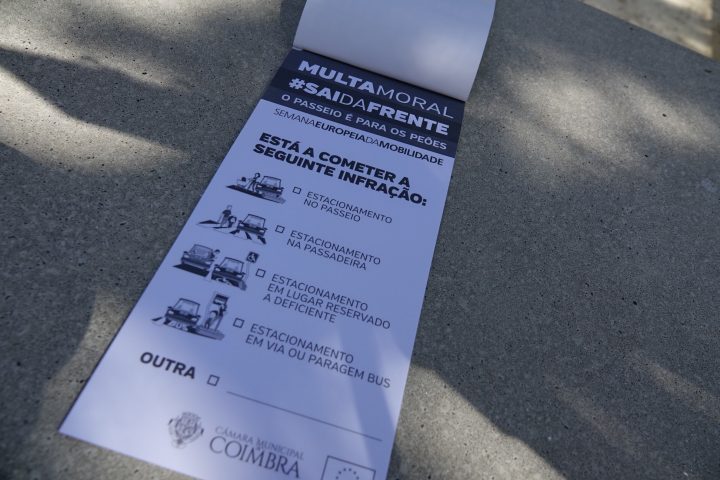 MULTAMORAL
#SAIDAFRENTE
O PASSEIO É PARA OS PEÕES
SEMANAEUROPEIADAMOBILIDADE
ESTÁ A COMETER A
SEGUINTE INFRAÇÃO:
ESTACIONAMENTO
NO PASSEIO
ESTACIONAMENTO
NA PASSADEIRA
ESTACIONAMENTO
EM LUGAR RESERVADO
A DEFICIENTE
ESTACIONAMENTO
EM VIA OU PARAGEM BUS
OUTRA
CÂMARA MUNICIPAL
COIMBRA